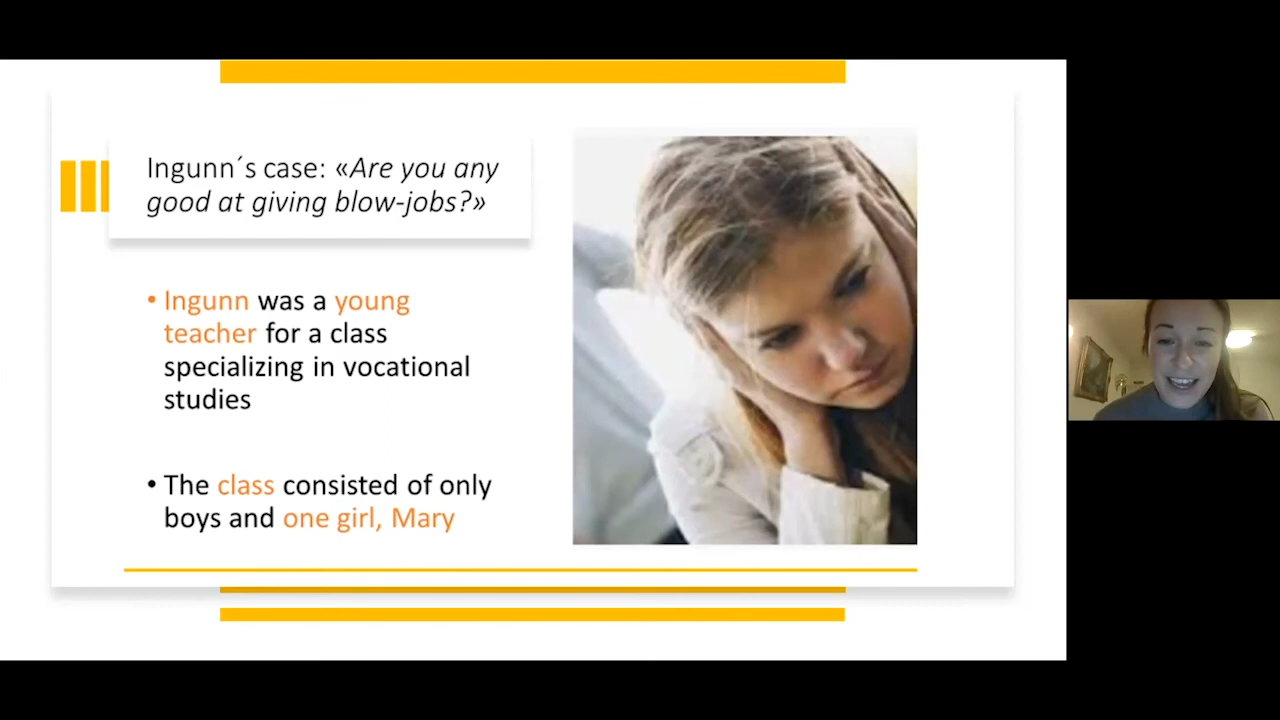 Ingunn´s case: «Are you any
good at giving blow-jobs?»
• Ingunn was a young
teacher for a class
specializing in vocational
studies
• The class consisted of only
boys and one girl, Mary